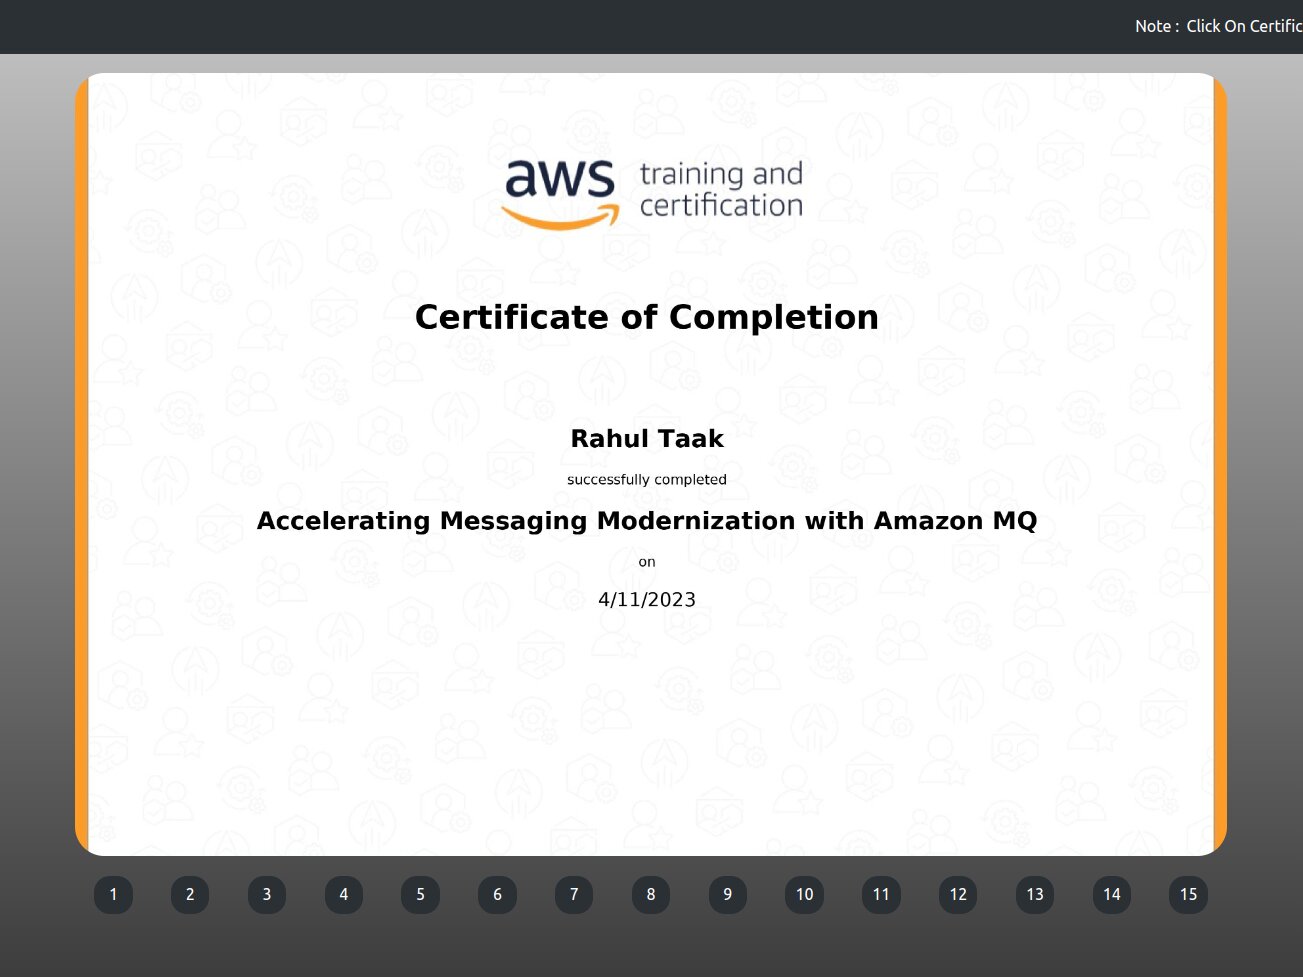 Note : Click On Certific
aws training and
certification
Certificate of Completion
Rahul Taak
successfully completed
Accelerating Messaging Modernization with Amazon MQ
on
4/11/2023
1 2 3 4 5 6 7 8 9 10 11 12 13 14 15